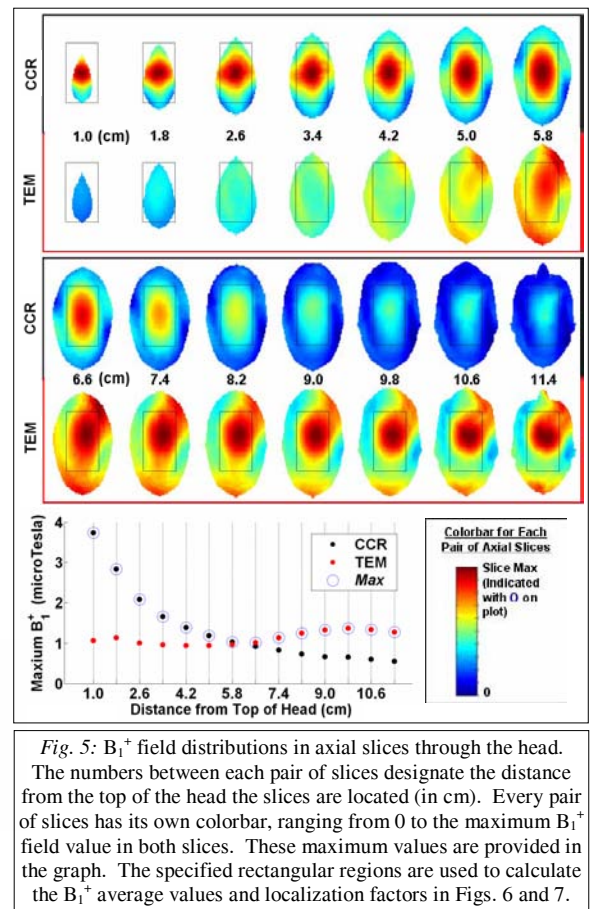 CCR
1.0 (cm) 1.8 2.6 3.4 4.2 5.0 5.8
TEM
CCR
6.6 (cm) 7.4 8.2 9.0 9.8 10.6 11.4
TEM
Maxium B₁⁺ (microTesla)
4
3
2
1
0
CCR
TEM
Max
1.0 2.6 4.2 5.8 7.4 9.0 10.6
Distance from Top of Head (cm)
Colorbar for Each
Pair of Axial Slices
Slice Max
(Indicated
with O on
plot)
0
Fig. 5: B₁⁺ field distributions in axial slices through the head.
The numbers between each pair of slices designate the distance
from the top of the head the slices are located (in cm). Every pair
of slices has its own colorbar, ranging from 0 to the maximum B₁⁺
field value in both slices. These maximum values are provided in
the graph. The specified rectangular regions are used to calculate
the B₁⁺ average values and localization factors in Figs. 6 and 7.